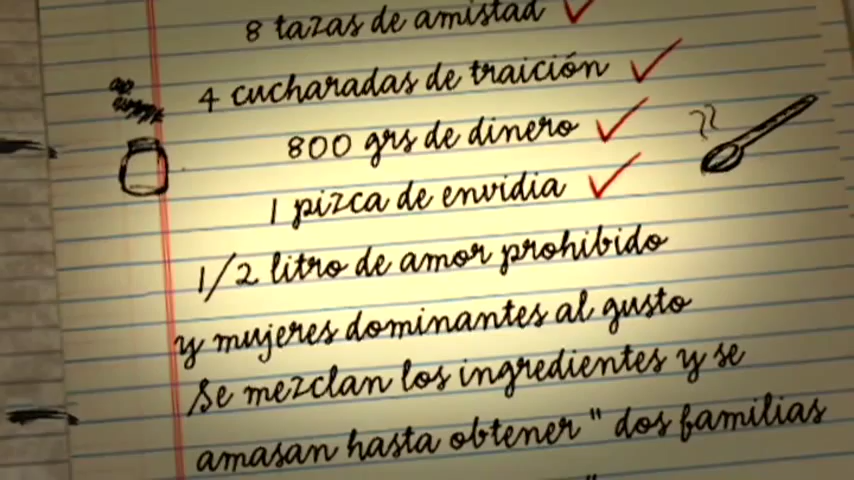 8 tazas de amistad
4 cucharadas de traición
800 grs de dinero
1 pizca de envidia
1/2 litro de amor prohibido
y mujeres dominantes al gusto
Se mezclan los ingredientes y se
amasan hasta obtener " dos familias
"